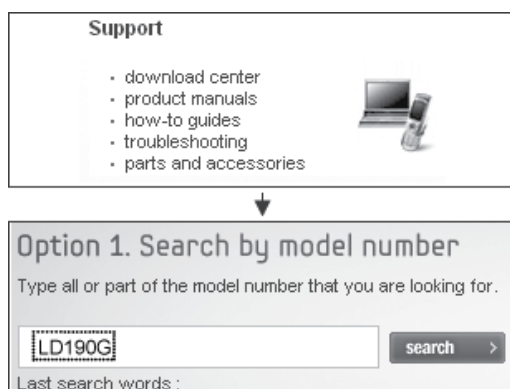 Support
· download center
· product manuals
· how-to guides
· troubleshooting
· parts and accessories
Option 1. Search by model number
Type all or part of the model number that you are looking for.
LD190G
search >
Last search words :